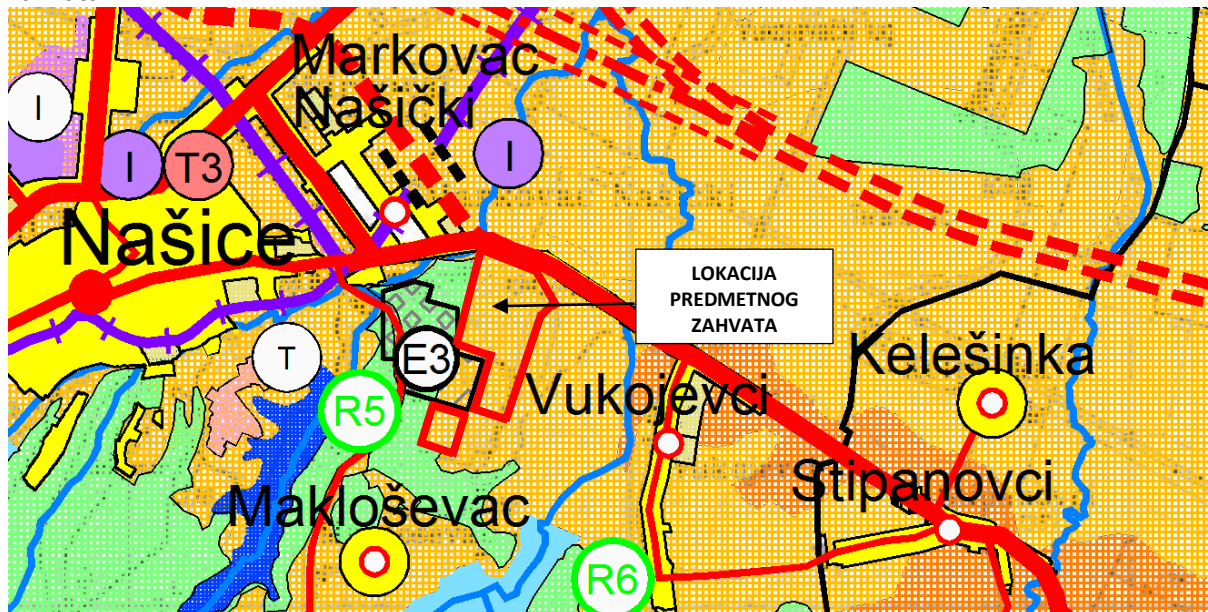 Markovac
Našički
I
I
T3
I
Našice
LOKACIJA
PREDMETNOG
ZAHVATA
T
E3
Kelešinka
R5
Vukojevci
Stipanovci
Makloševac
R6